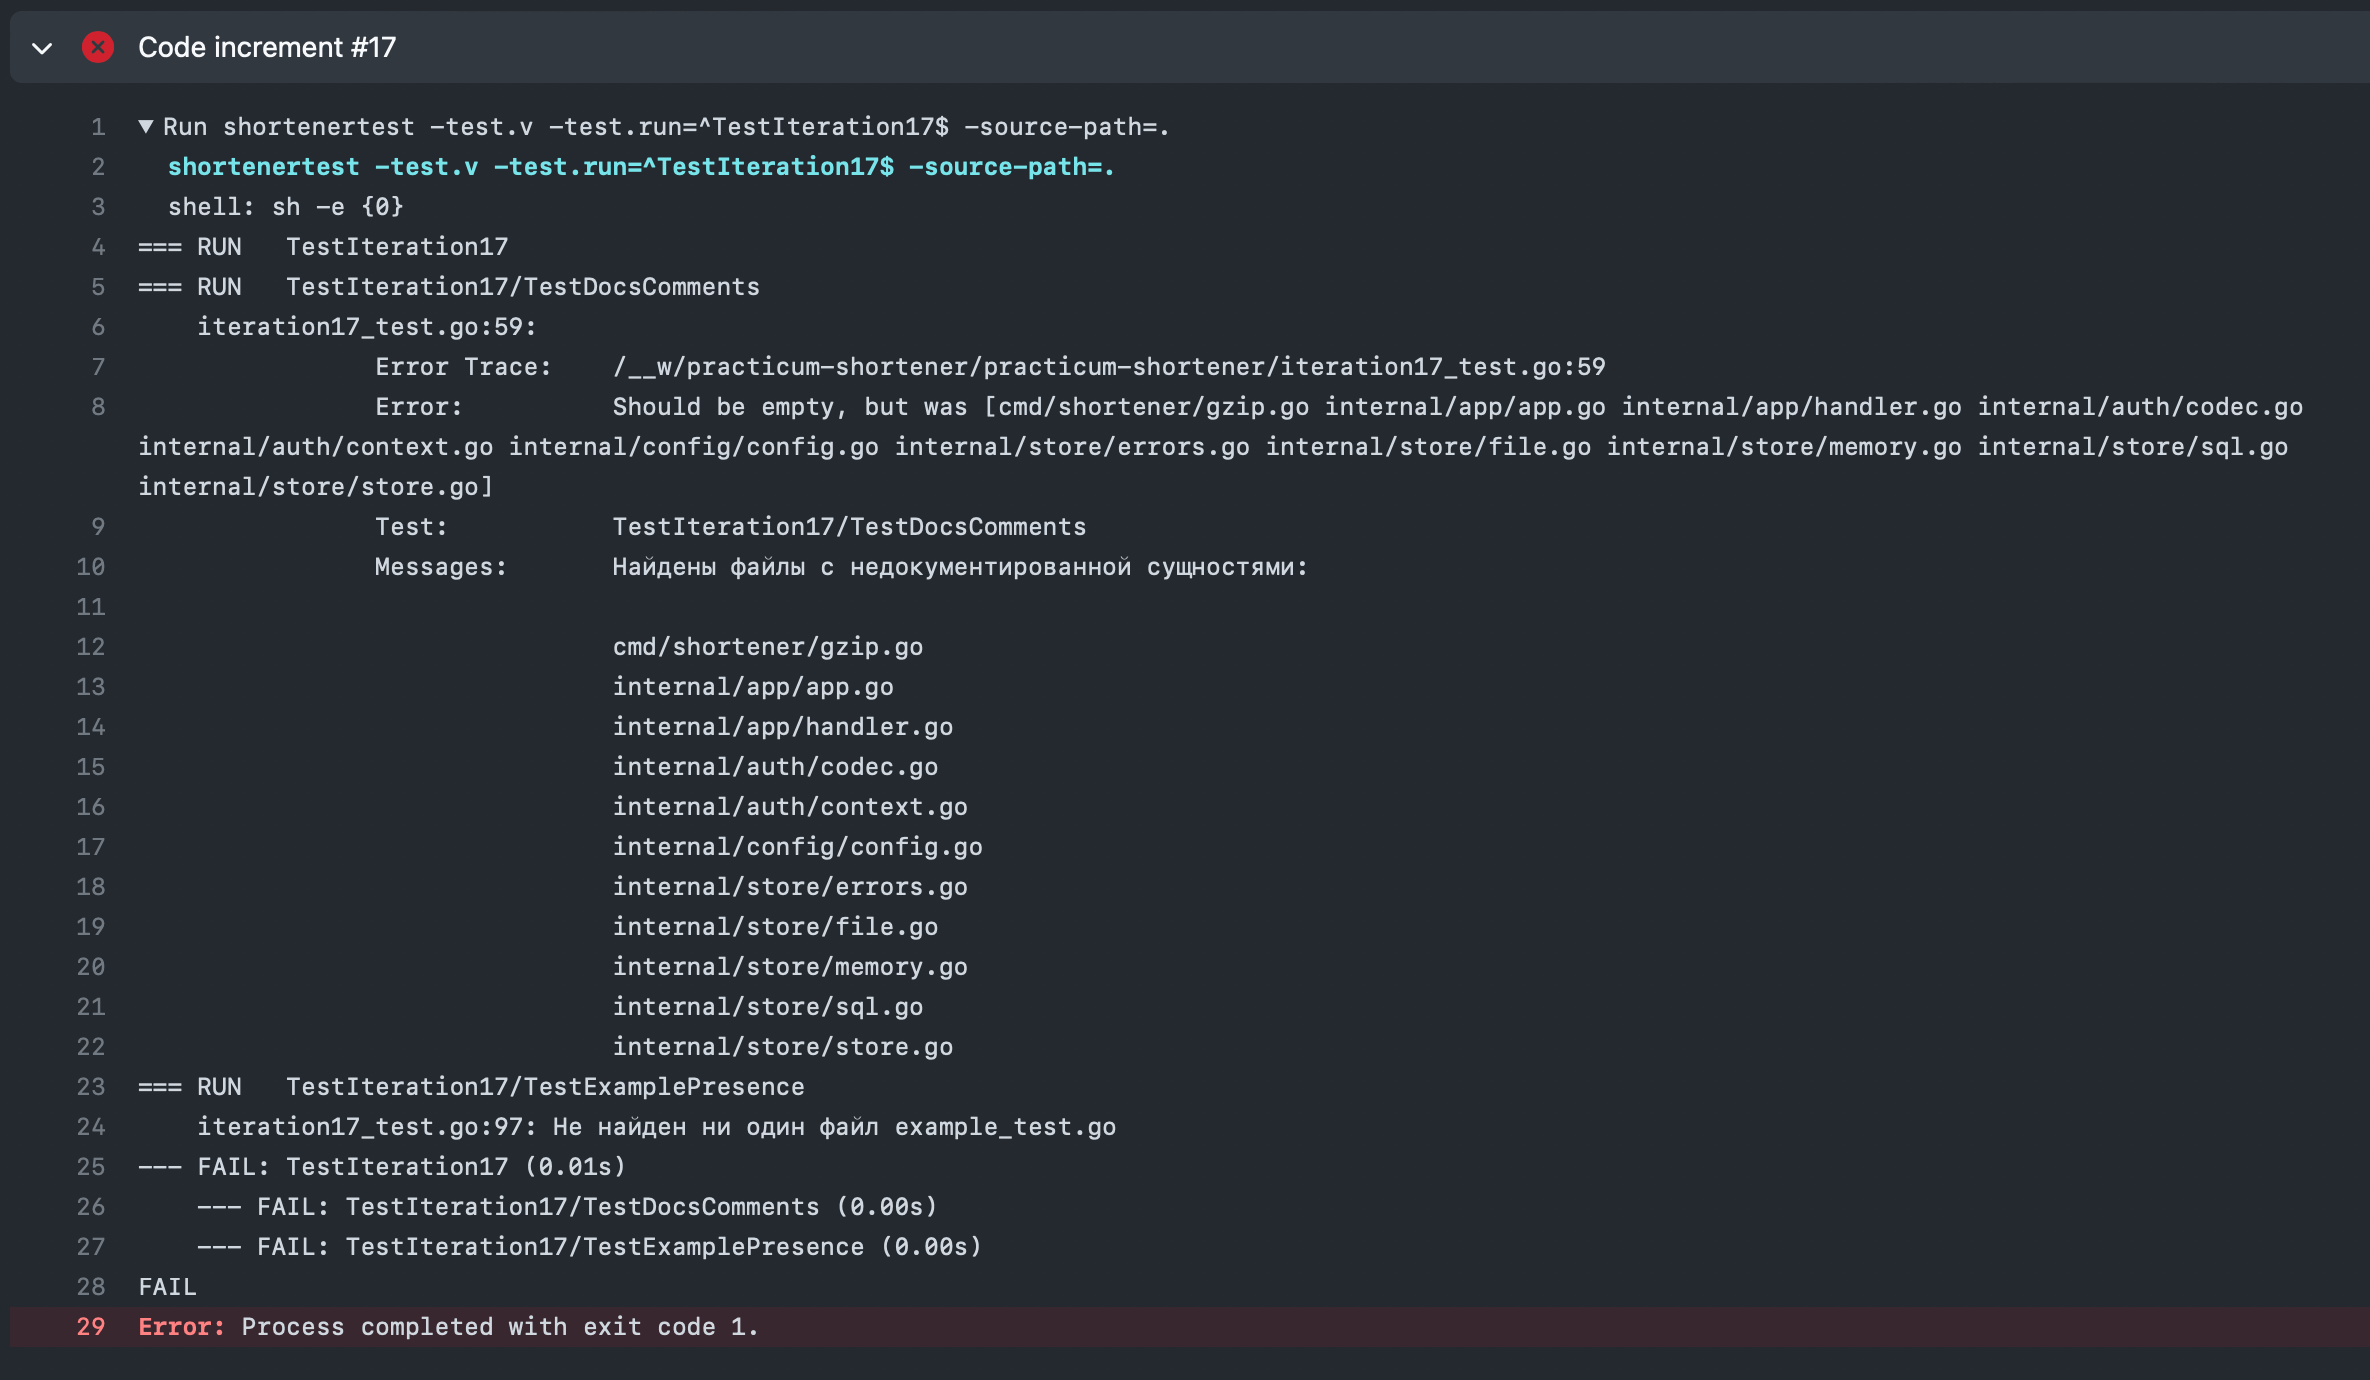 Code increment #17
1 ▼ Run shortenertest -test.v -test.run=^TestIteration17$ -source-path=.
2 shortenertest -test.v -test.run=^TestIteration17$ -source-path=.
3 shell: sh -e {0}
4 === RUN   TestIteration17
5 === RUN   TestIteration17/TestDocsComments
6 iteration17_test.go:59:
7 Error Trace: /__w/practicum-shortener/practicum-shortener/iteration17_test.go:59
8 Error: Should be empty, but was [cmd/shortener/gzip.go internal/app/app.go internal/app/handler.go internal/auth/codec.go
internal/auth/context.go internal/config/config.go internal/store/errors.go internal/store/file.go internal/store/memory.go internal/store/sql.go
internal/store/store.go]
9 Test: TestIteration17/TestDocsComments
10 Messages: Найдены файлы с недокументированной сущностями:
11
12 cmd/shortener/gzip.go
13 internal/app/app.go
14 internal/app/handler.go
15 internal/auth/codec.go
16 internal/auth/context.go
17 internal/config/config.go
18 internal/store/errors.go
19 internal/store/file.go
20 internal/store/memory.go
21 internal/store/sql.go
22 internal/store/store.go
23 === RUN   TestIteration17/TestExamplePresence
24 iteration17_test.go:97: Не найден ни один файл example_test.go
25 --- FAIL: TestIteration17 (0.01s)
26 --- FAIL: TestIteration17/TestDocsComments (0.00s)
27 --- FAIL: TestIteration17/TestExamplePresence (0.00s)
28 FAIL
29 Error: Process completed with exit code 1.